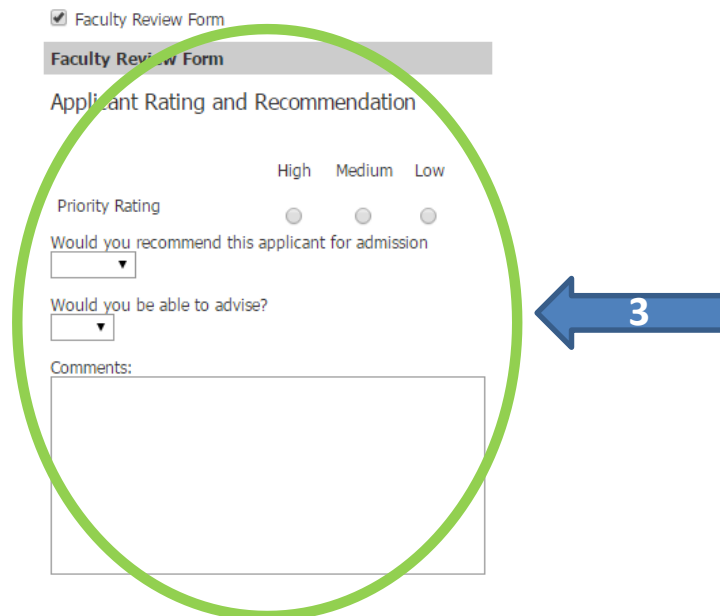 Faculty Review Form
Faculty Review Form
Applicant Rating and Recommendation
High Medium Low
Priority Rating
Would you recommend this applicant for admission
Would you be able to advise?
3
Comments: